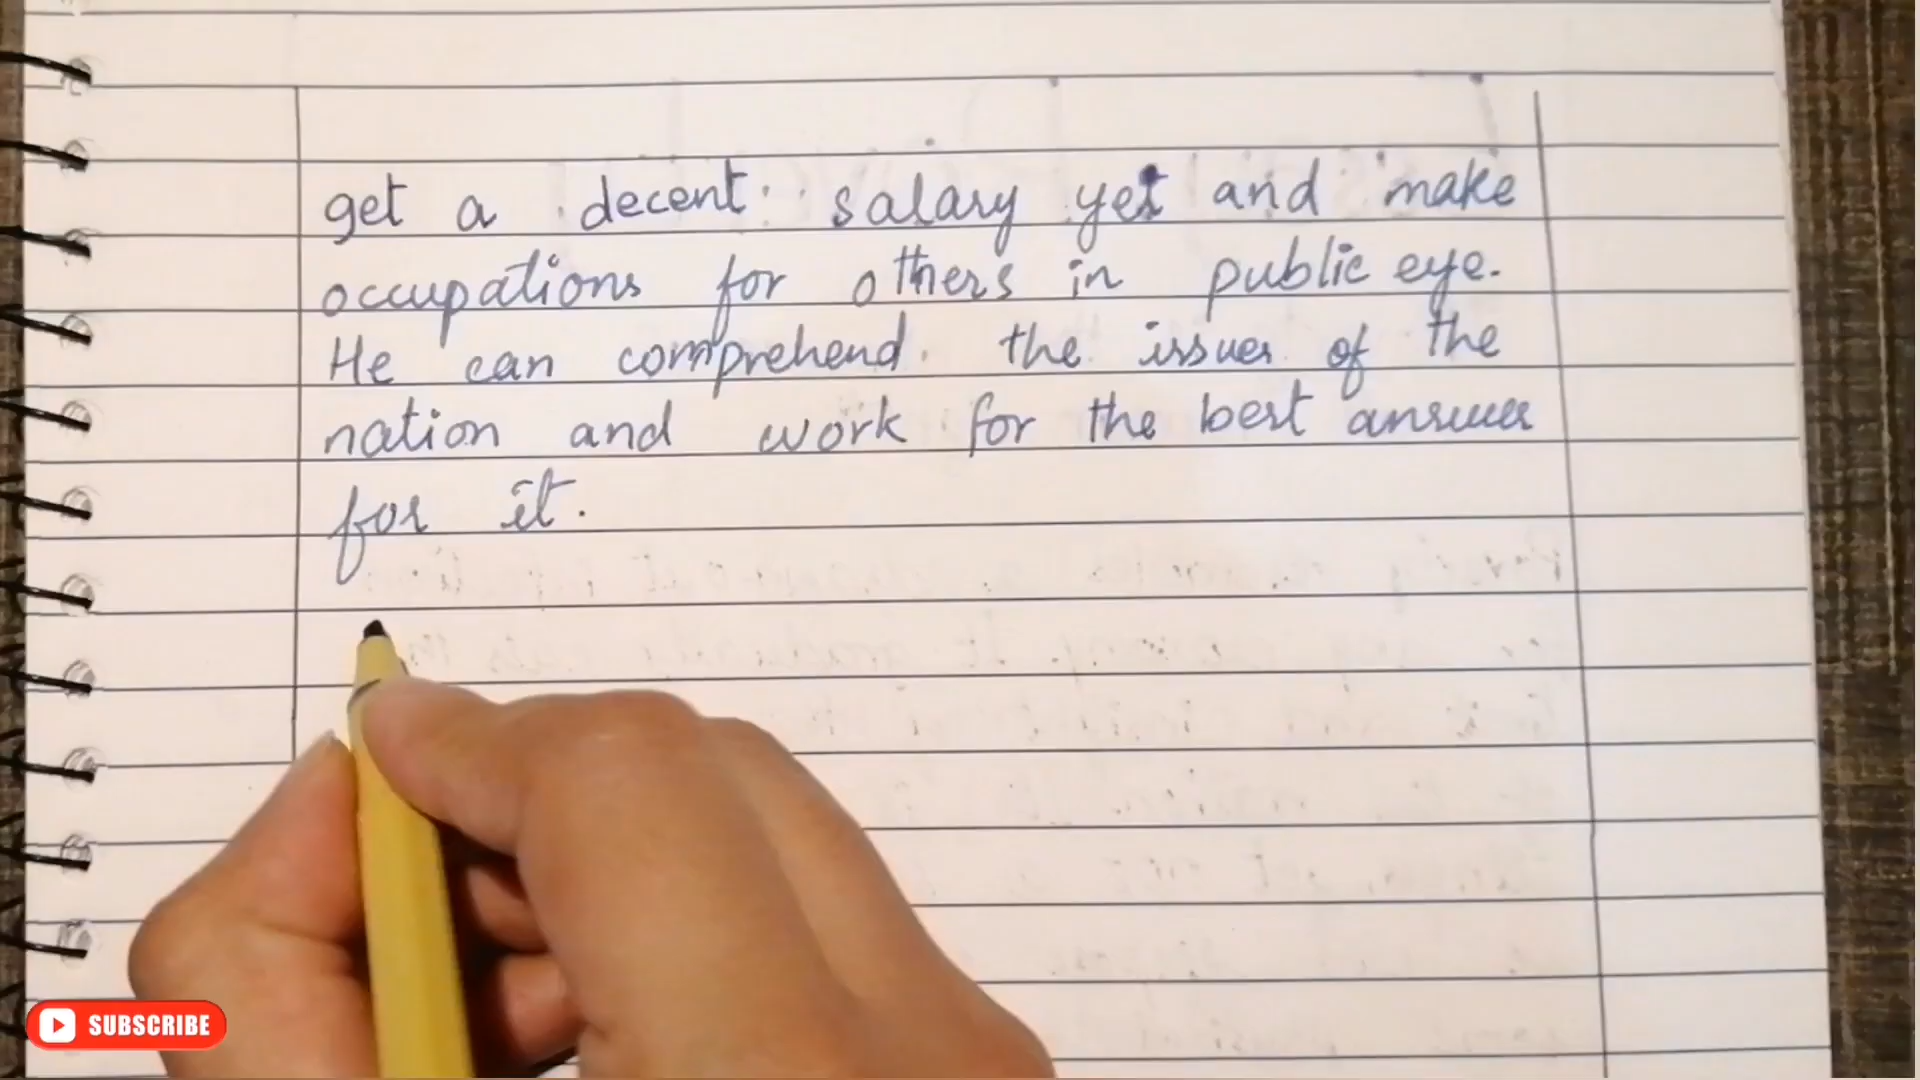 get a decent salary yet and make
occupations for others in public eye.
He can comprehend the issues of the
nation and work for the best answer
for it.
SUBSCRIBE